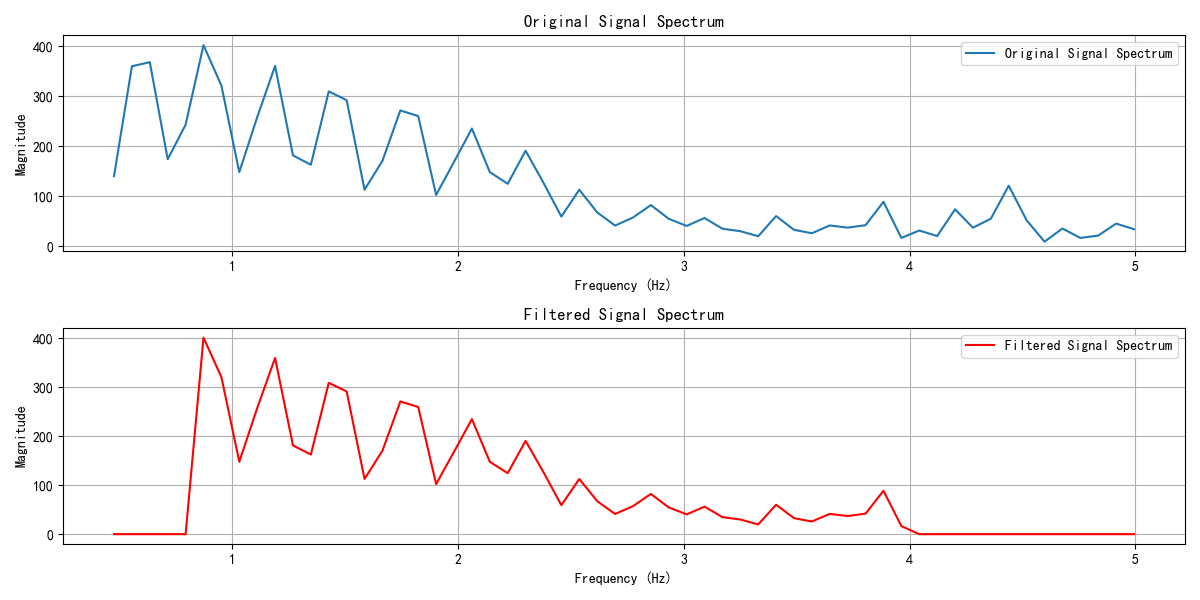 Original Signal Spectrum
Original Signal Spectrum
Magnitude
400
300
200
100
0
1 2 3 4 5
Frequency (Hz)
Filtered Signal Spectrum
Filtered Signal Spectrum
Magnitude
400
300
200
100
0
1 2 3 4 5
Frequency (Hz)